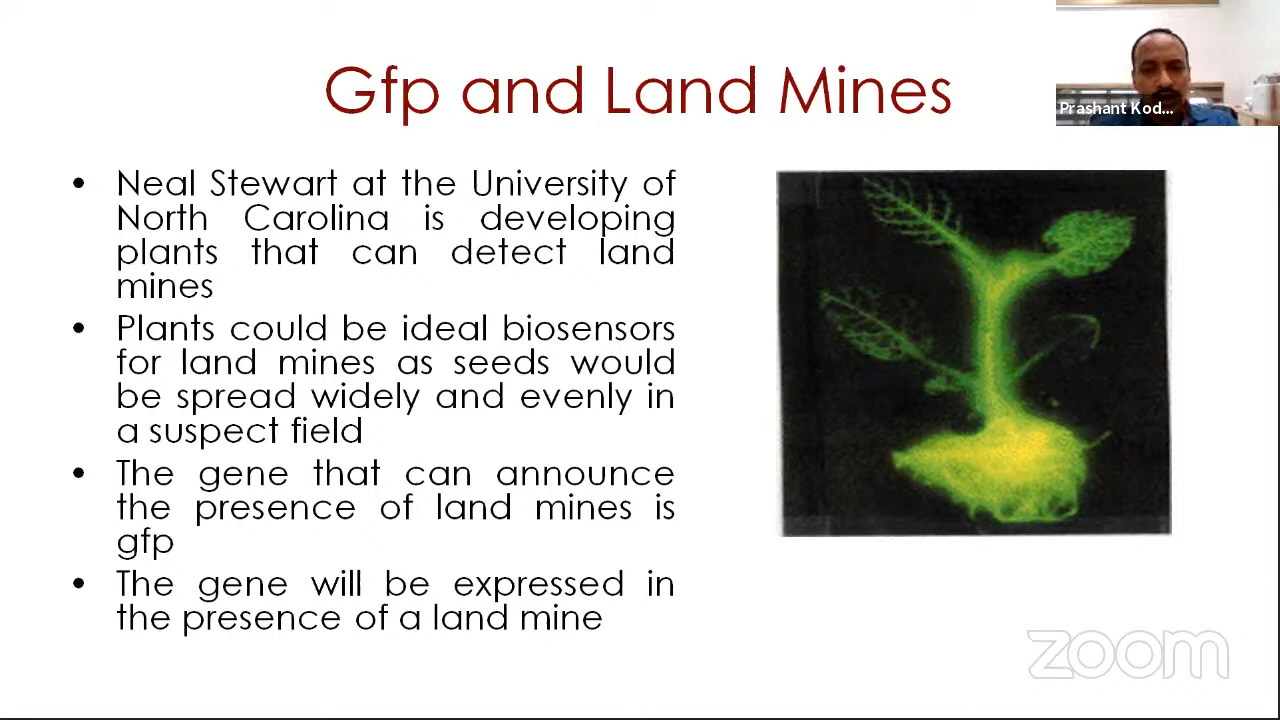 Gfp and Land Mines
Prashant Kod...
• Neal Stewart at the University of
North Carolina is developing
plants that can detect land
mines
• Plants could be ideal biosensors
for land mines as seeds would
be spread widely and evenly in
a suspect field
• The gene that can announce
the presence of land mines is
gfp
• The gene will be expressed in
the presence of a land mine
zoom